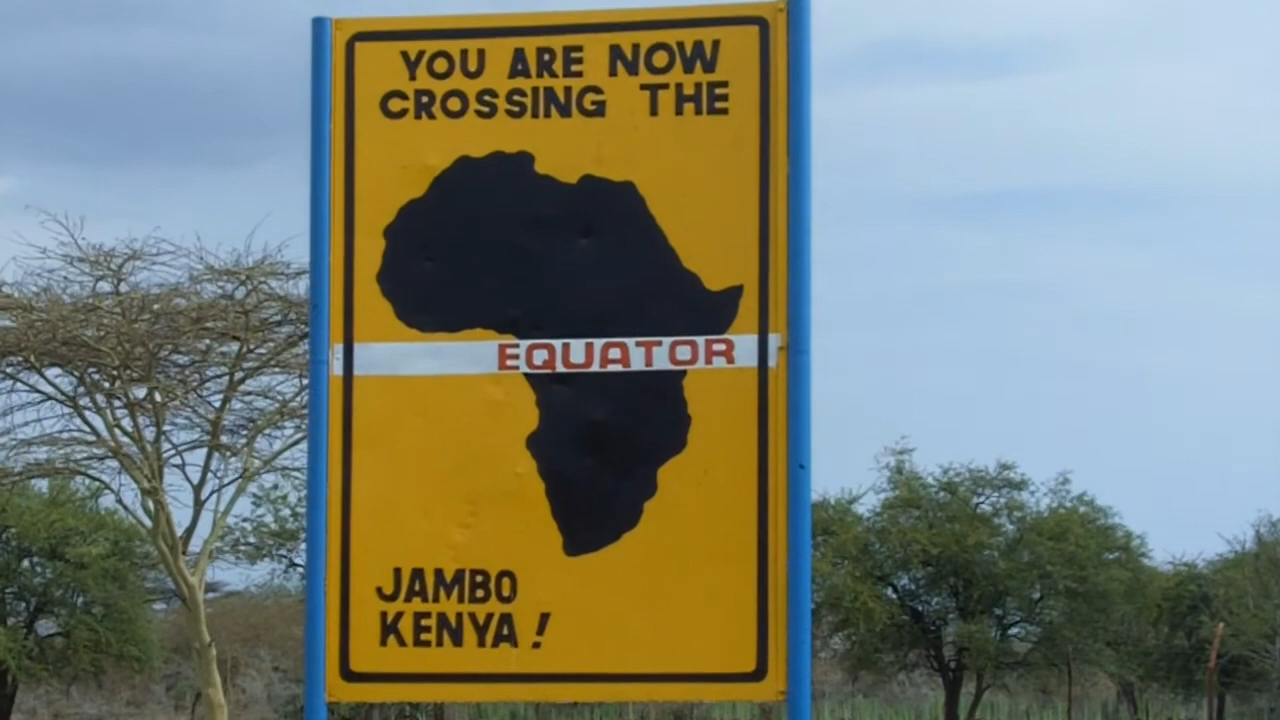 YOU ARE NOW
CROSSING THE
EQUATOR
JAMBO
KENYA!